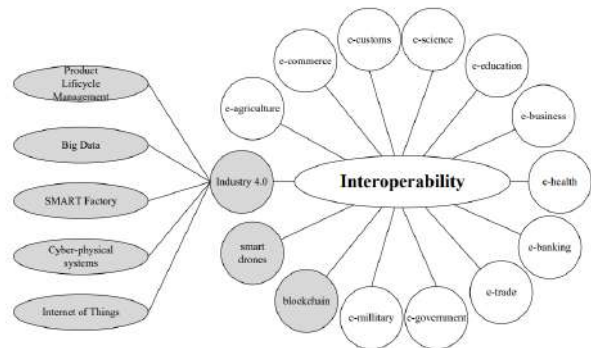 Product
Lifecycle
Management
Big Data
SMART Factory
Cyber-physical
systems
Internet of Things
Industry 4.0
smart
drones
blockchain
e-agriculture
e-commerce
e-customs
e-science
e-education
e-business
e-health
e-banking
e-trade
e-government
e-millitary
Interoperability